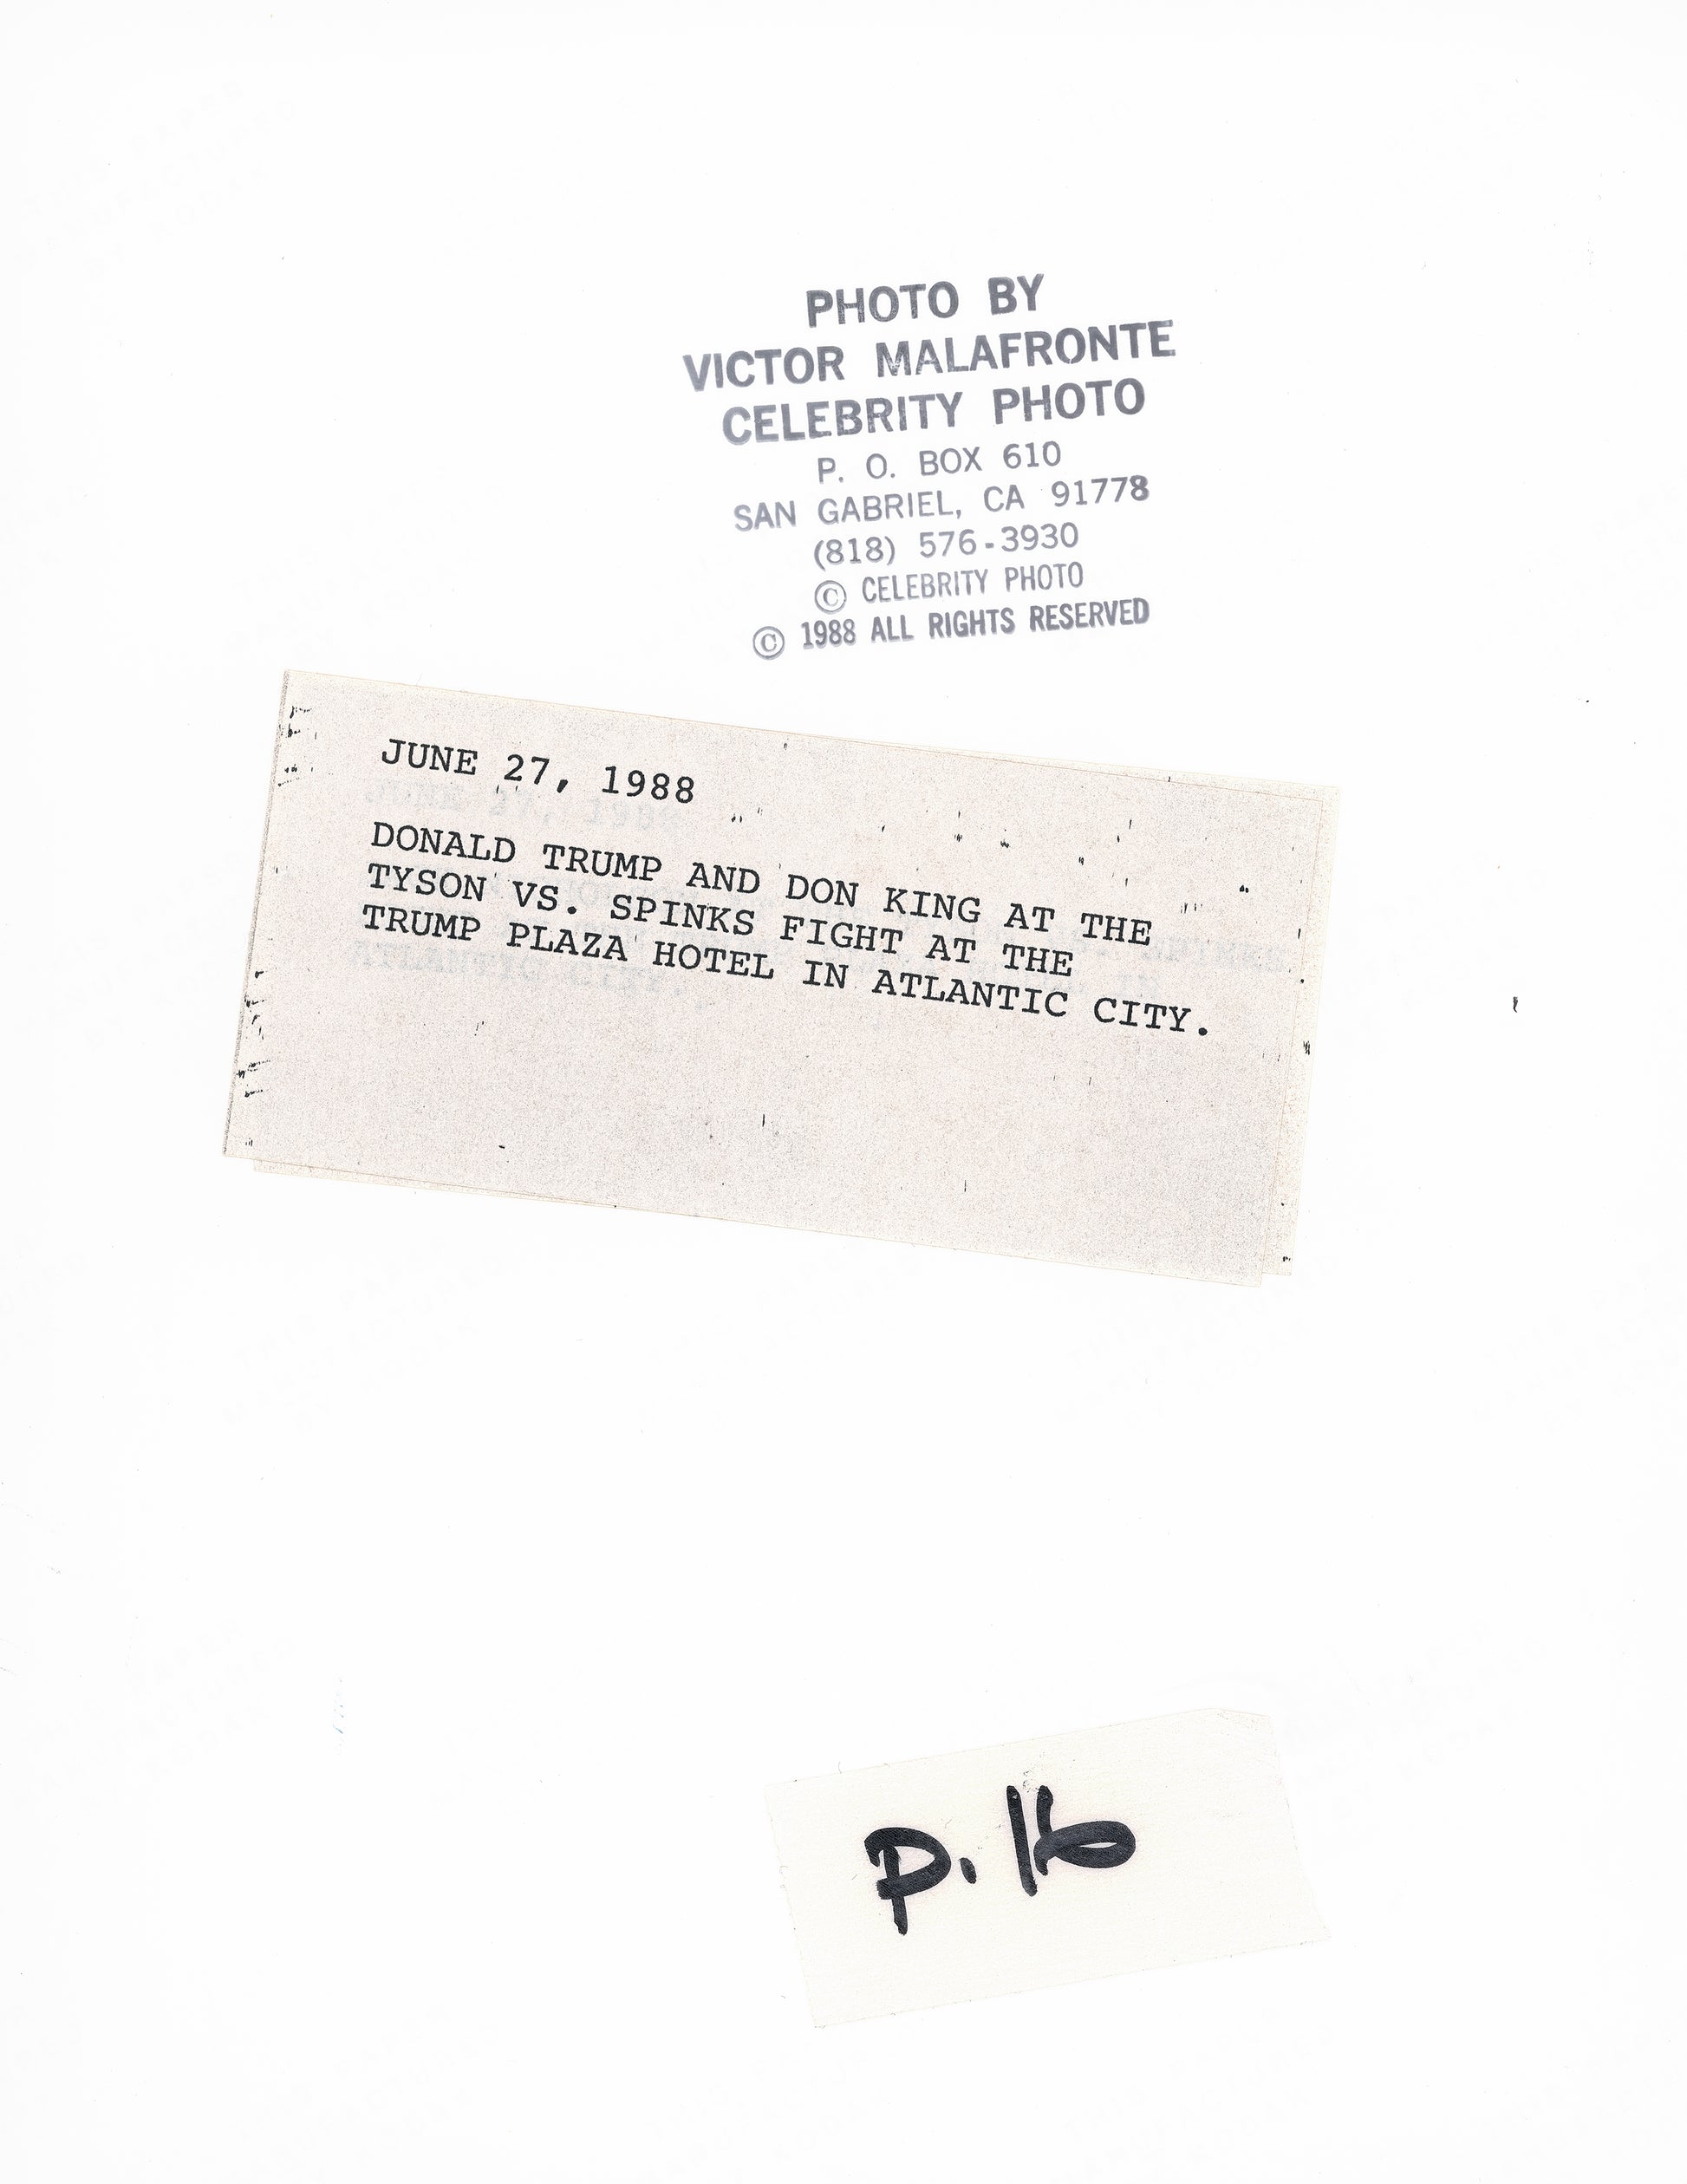 PHOTO BY
VICTOR MALAFRONTE
CELEBRITY PHOTO
P. O. BOX 610
SAN GABRIEL, CA 91778
(818) 576-3930
© CELEBRITY PHOTO
© 1988 ALL RIGHTS RESERVED
JUNE 27, 1988
DONALD TRUMP AND DON KING AT THE
TYSON VS. SPINKS FIGHT AT THE
TRUMP PLAZA HOTEL IN ATLANTIC CITY.
P. 16